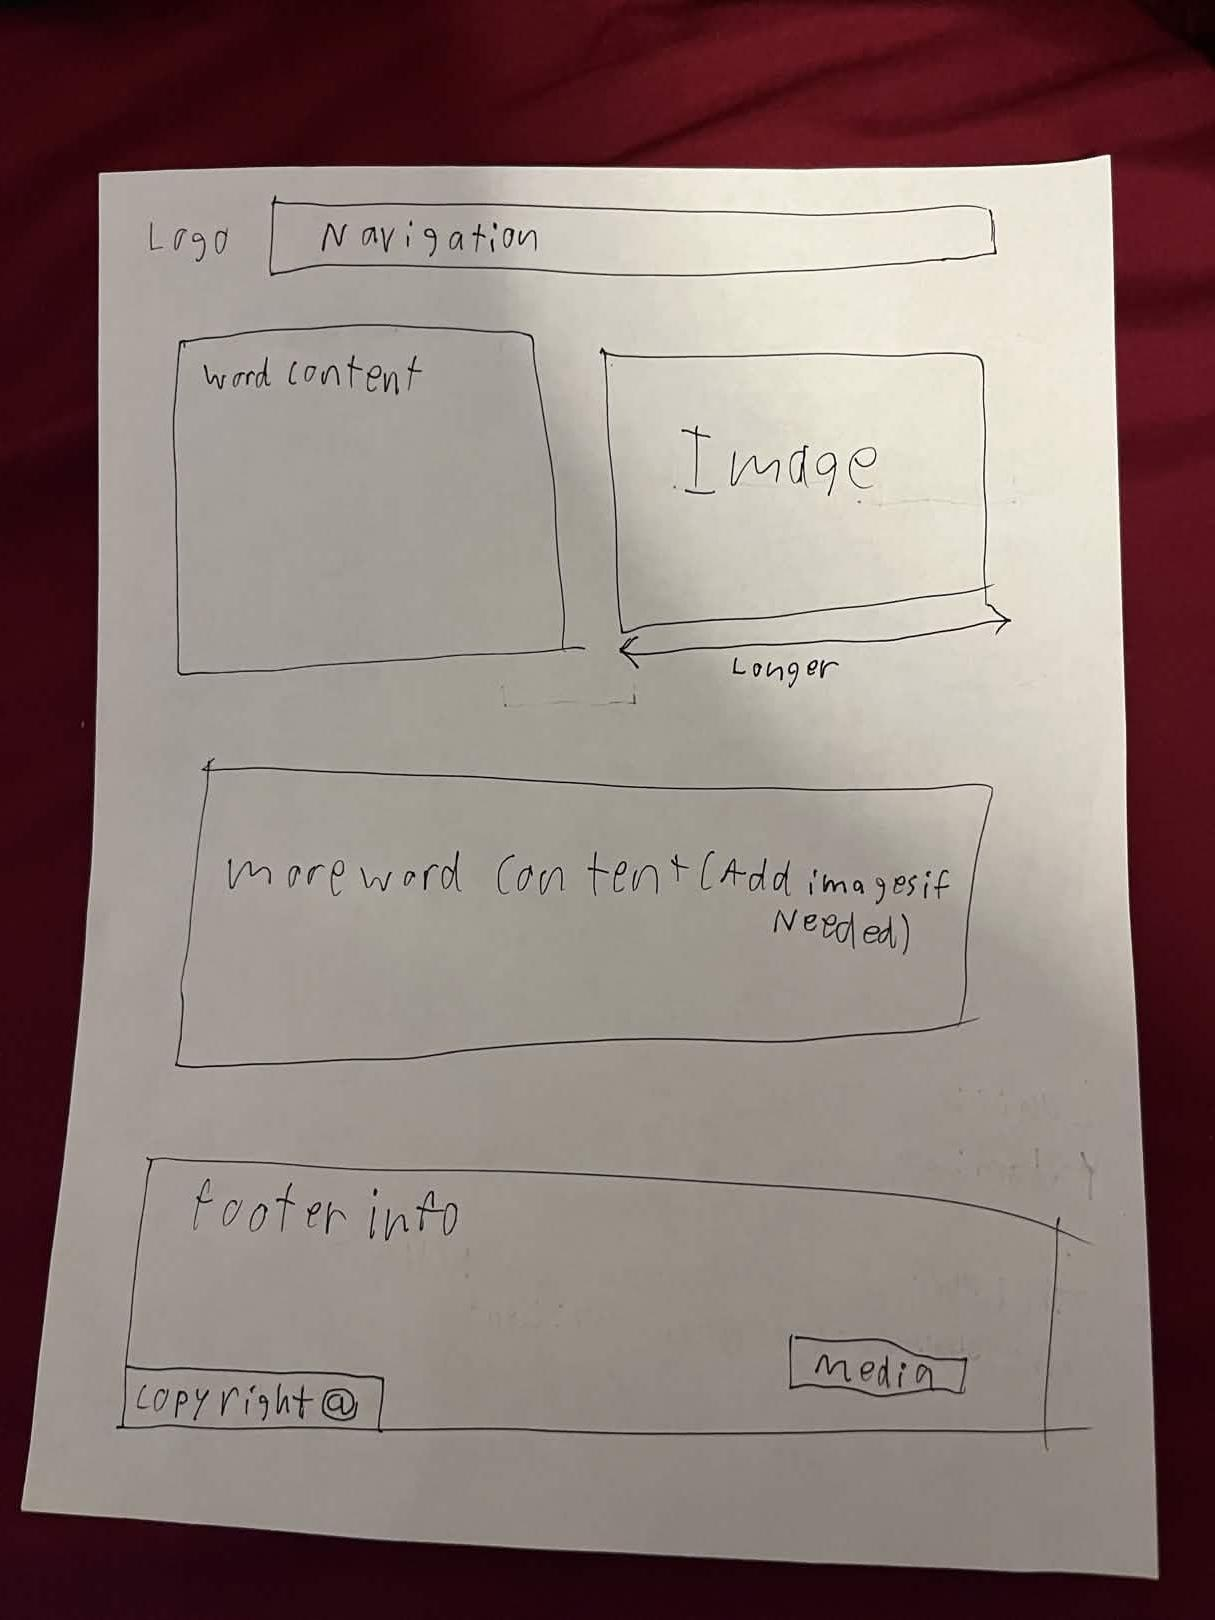 Logo
Navigation
word content
Image
Longer
more word content (Add images if
Needed)
footer info
Media
copyright @